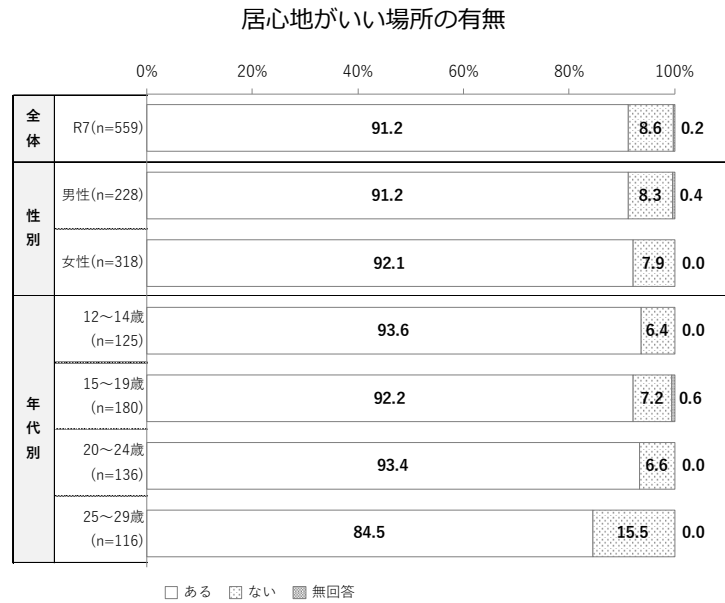 居心地がいい場所の有無
0% 20% 40% 60% 80% 100%
全体
R7(n=559) 91.2 8.6 0.2
性別
男性(n=228) 91.2 8.3 0.4
女性(n=318) 92.1 7.9 0.0
年代別
12～14歳
(n=125) 93.6 6.4 0.0
15～19歳
(n=180) 92.2 7.2 0.6
20～24歳
(n=136) 93.4 6.6 0.0
25～29歳
(n=116) 84.5 15.5 0.0
ある ない 無回答